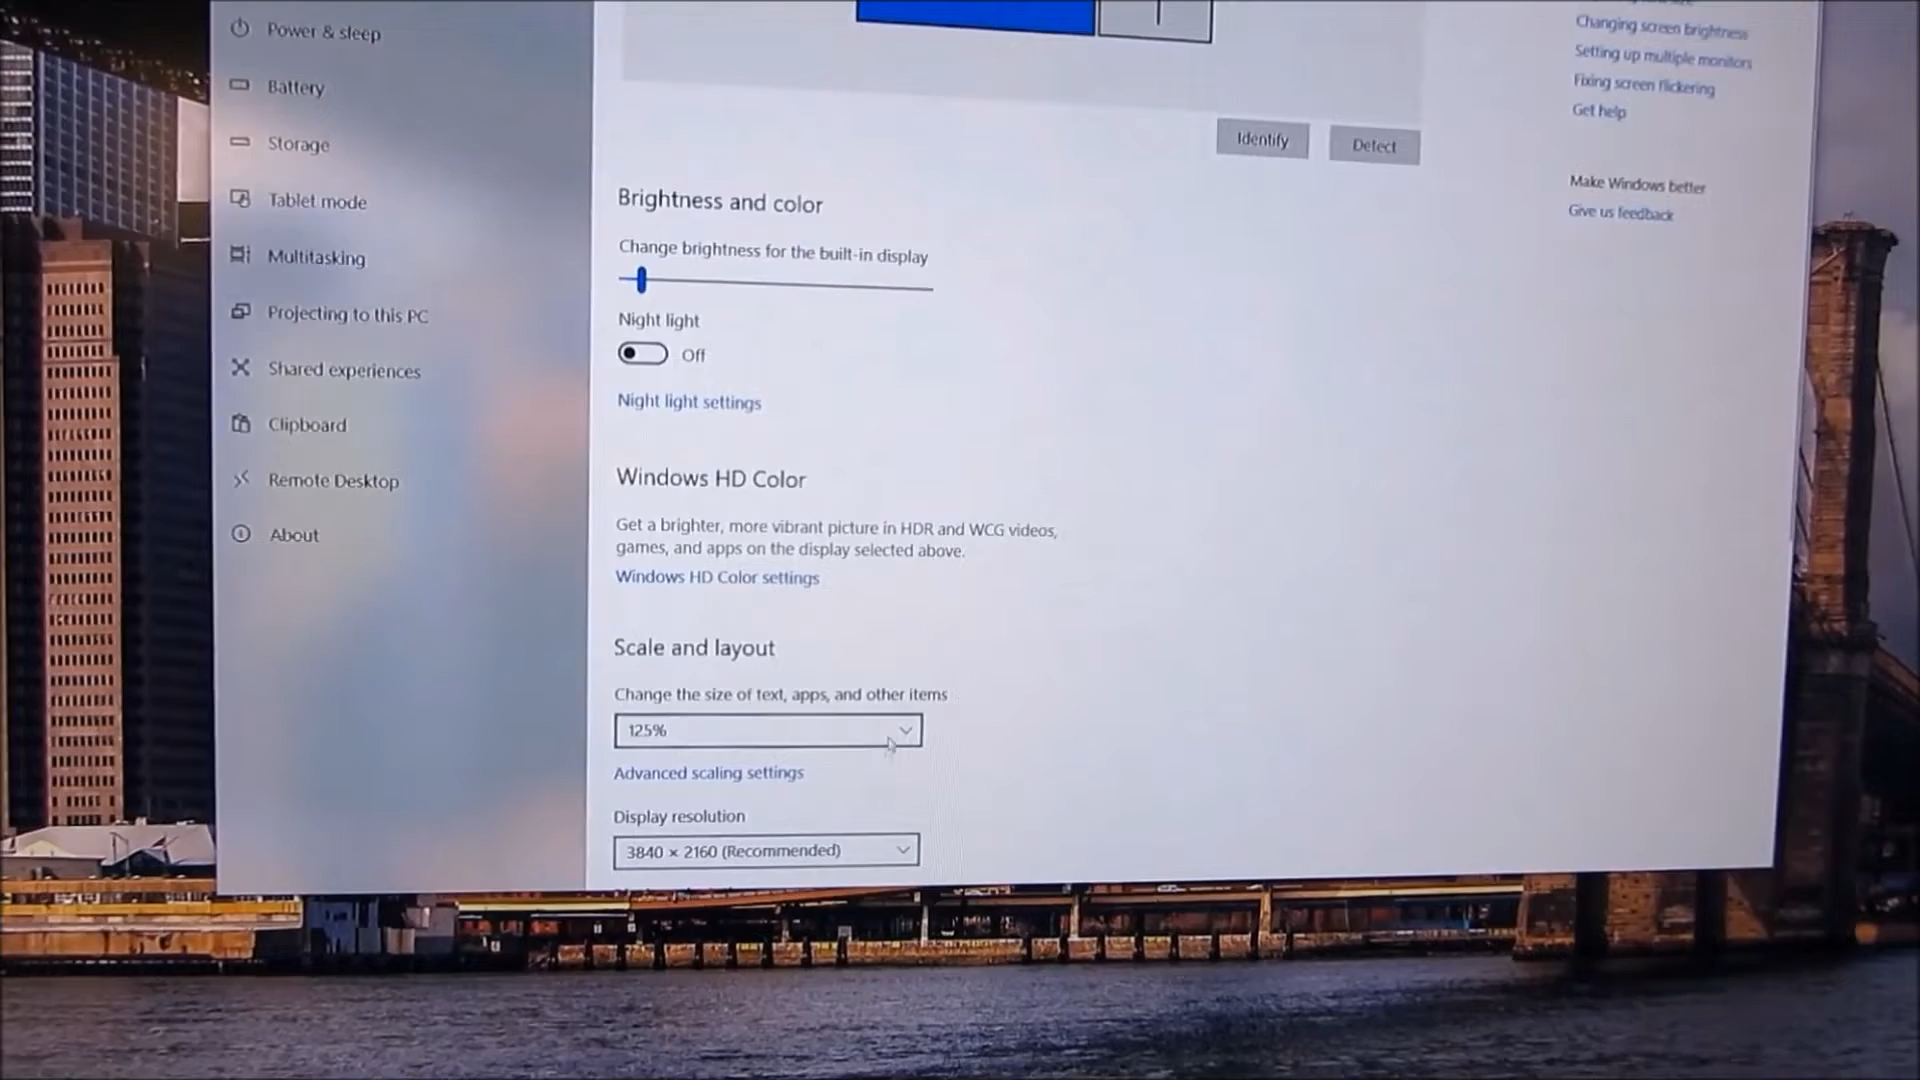 Power & sleep
Battery
Storage
Tablet mode
Multitasking
Projecting to this PC
Shared experiences
Clipboard
Remote Desktop
About
Identify
Detect
Brightness and color
Change brightness for the built-in display
Night light
Off
Night light settings
Windows HD Color
Get a brighter, more vibrant picture in HDR and WCG videos,
games, and apps on the display selected above.
Windows HD Color settings
Scale and layout
Change the size of text, apps, and other items
125%
Advanced scaling settings
Display resolution
3840 × 2160 (Recommended)
Changing screen brightness
Setting up multiple monitors
Fixing screen flickering
Get help
Make Windows better
Give us feedback